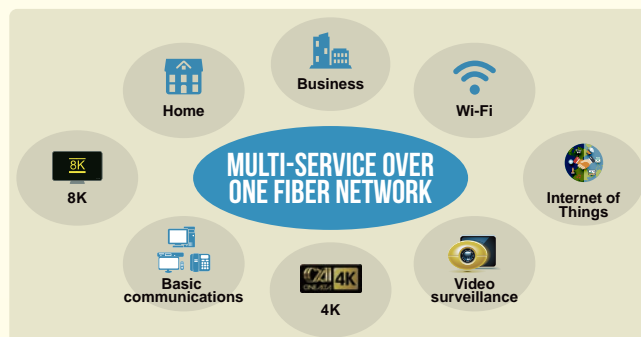 Business
Home
Wi-Fi
MULTI-SERVICE OVER
ONE FIBER NETWORK
8K
8K
Internet of
Things
Basic
communications
4K
4K
Video
surveillance